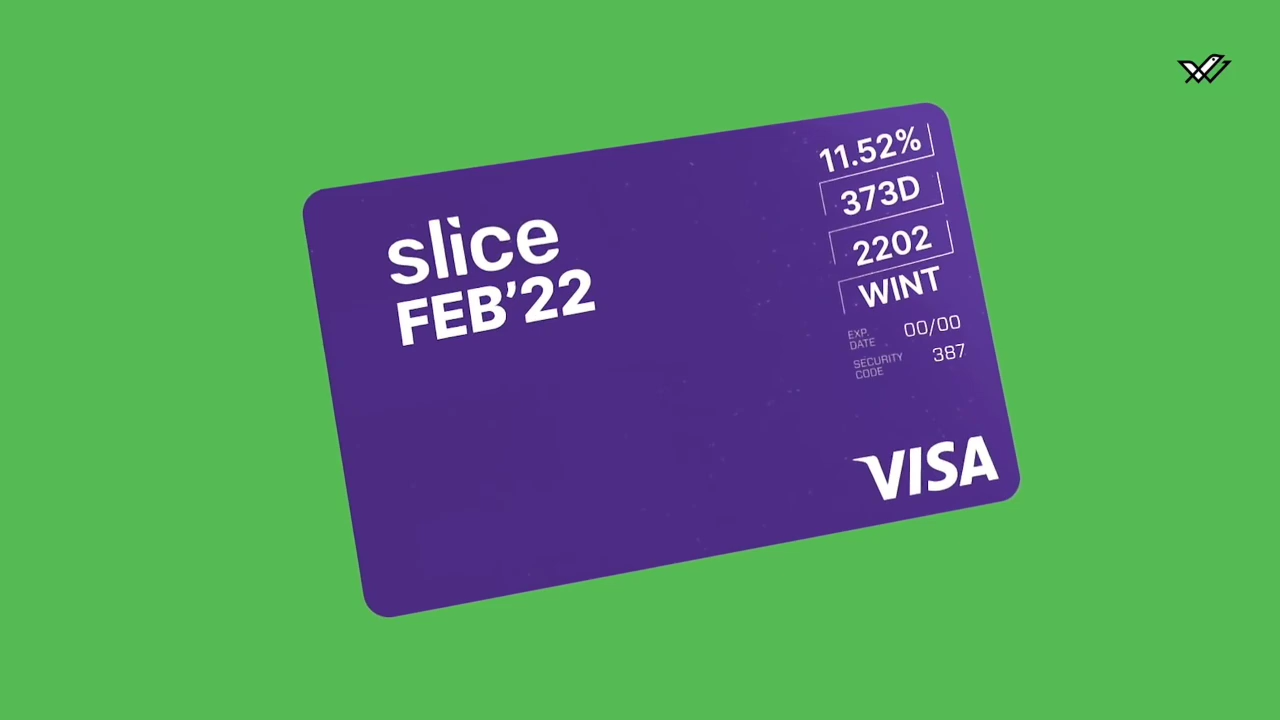 slice
FEB'22
11.52%
373D
2202
WINT
EXP. DATE 00/00
SECURITY CODE 387
VISA